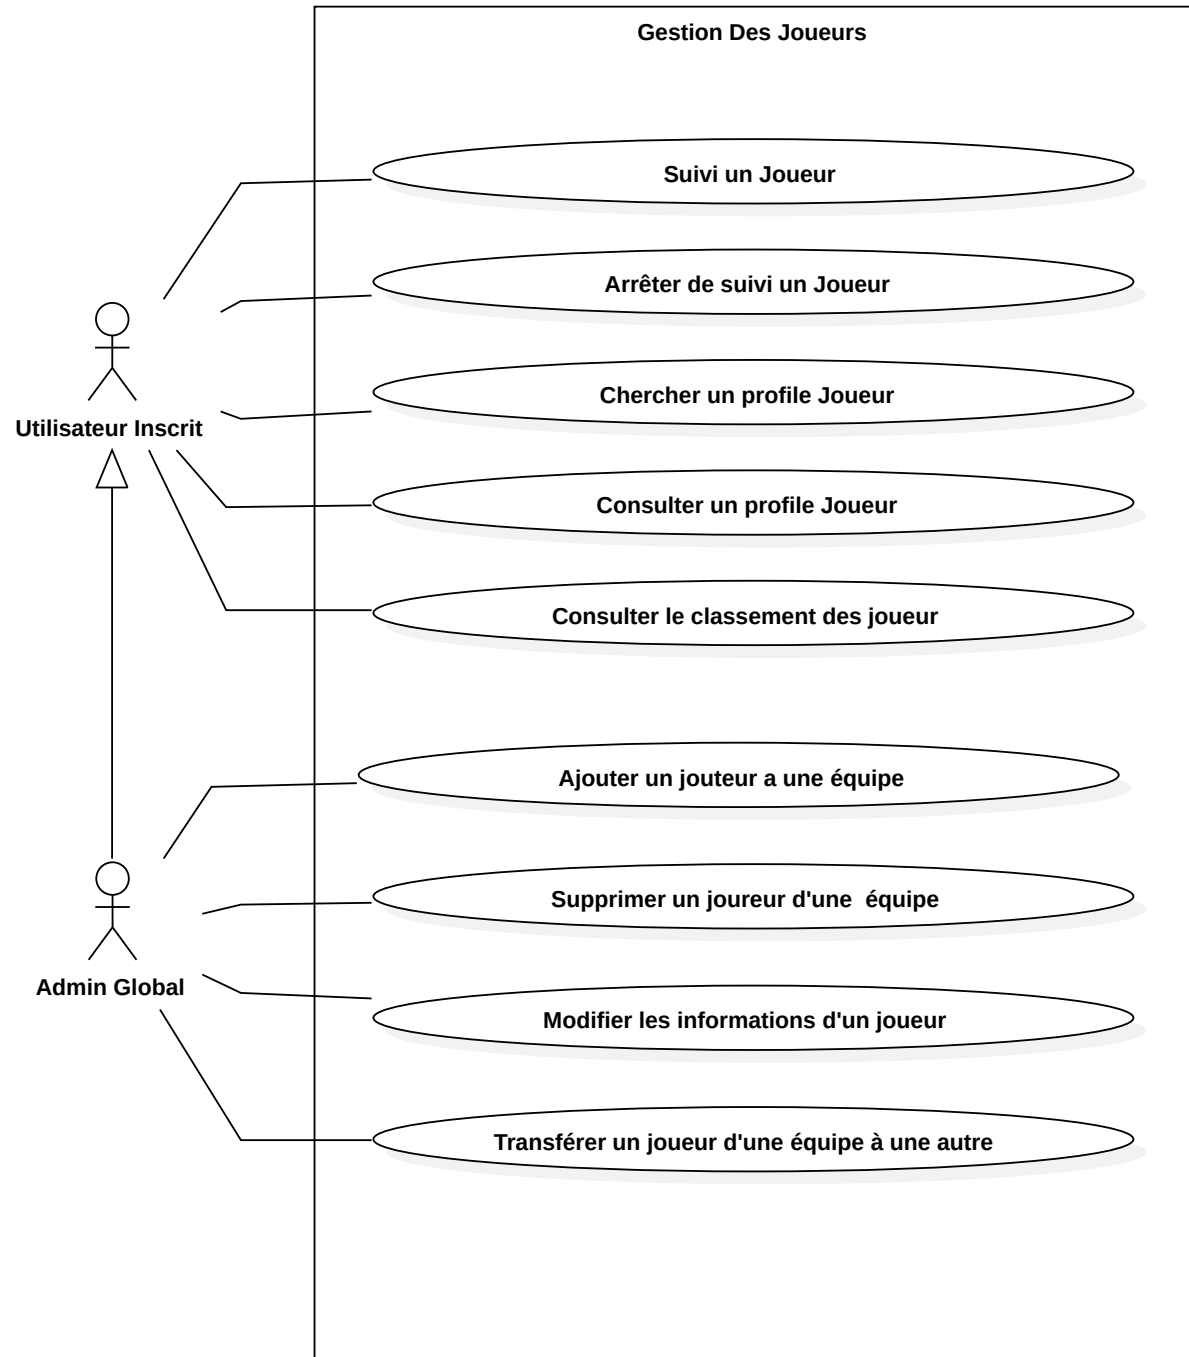 Gestion Des Joueurs
Suivi un Joueur
Arrêter de suivi un Joueur
Chercher un profile Joueur
Utilisateur Inscrit
Consulter un profile Joueur
Consulter le classement des joueur
Ajouter un jouteur a une équipe
Supprimer un joureur d'une  équipe
Admin Global
Modifier les informations d'un joueur
Transférer un joueur d'une équipe à une autre